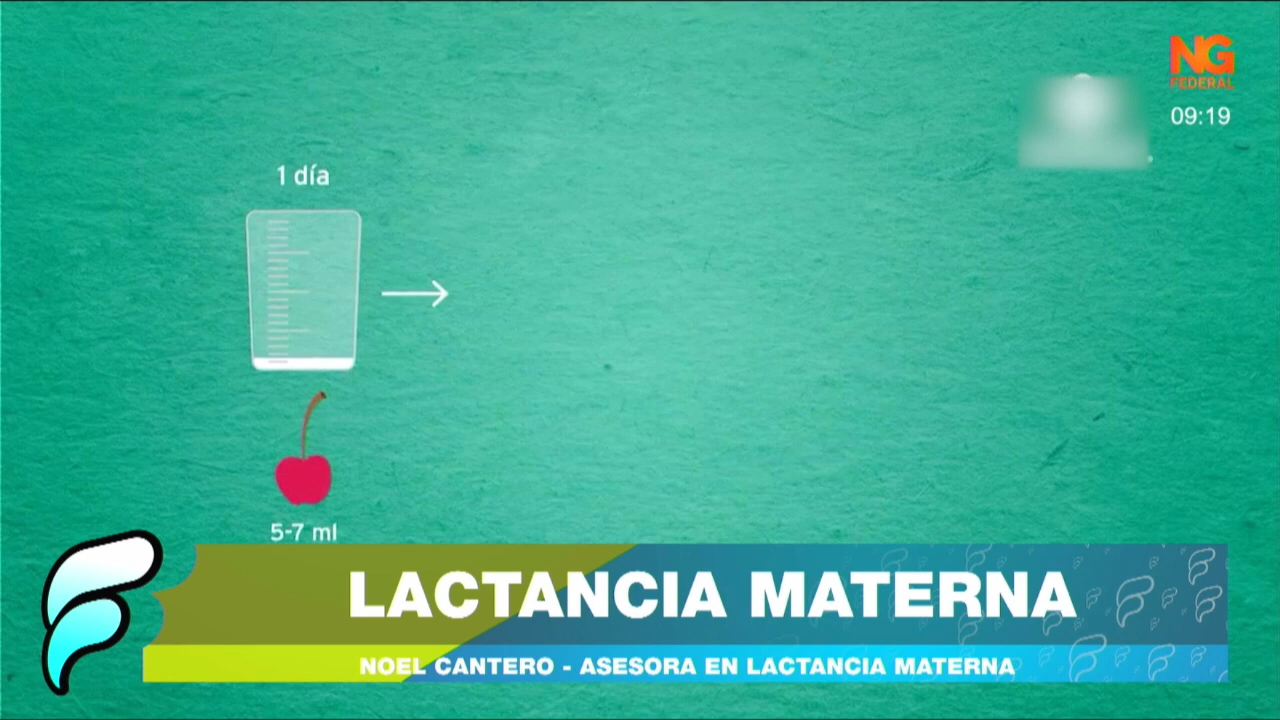 NG
FEDERAL
09:19
1 día
5-7 ml
LACTANCIA MATERNA
NOEL CANTERO - ASESORA EN LACTANCIA MATERNA